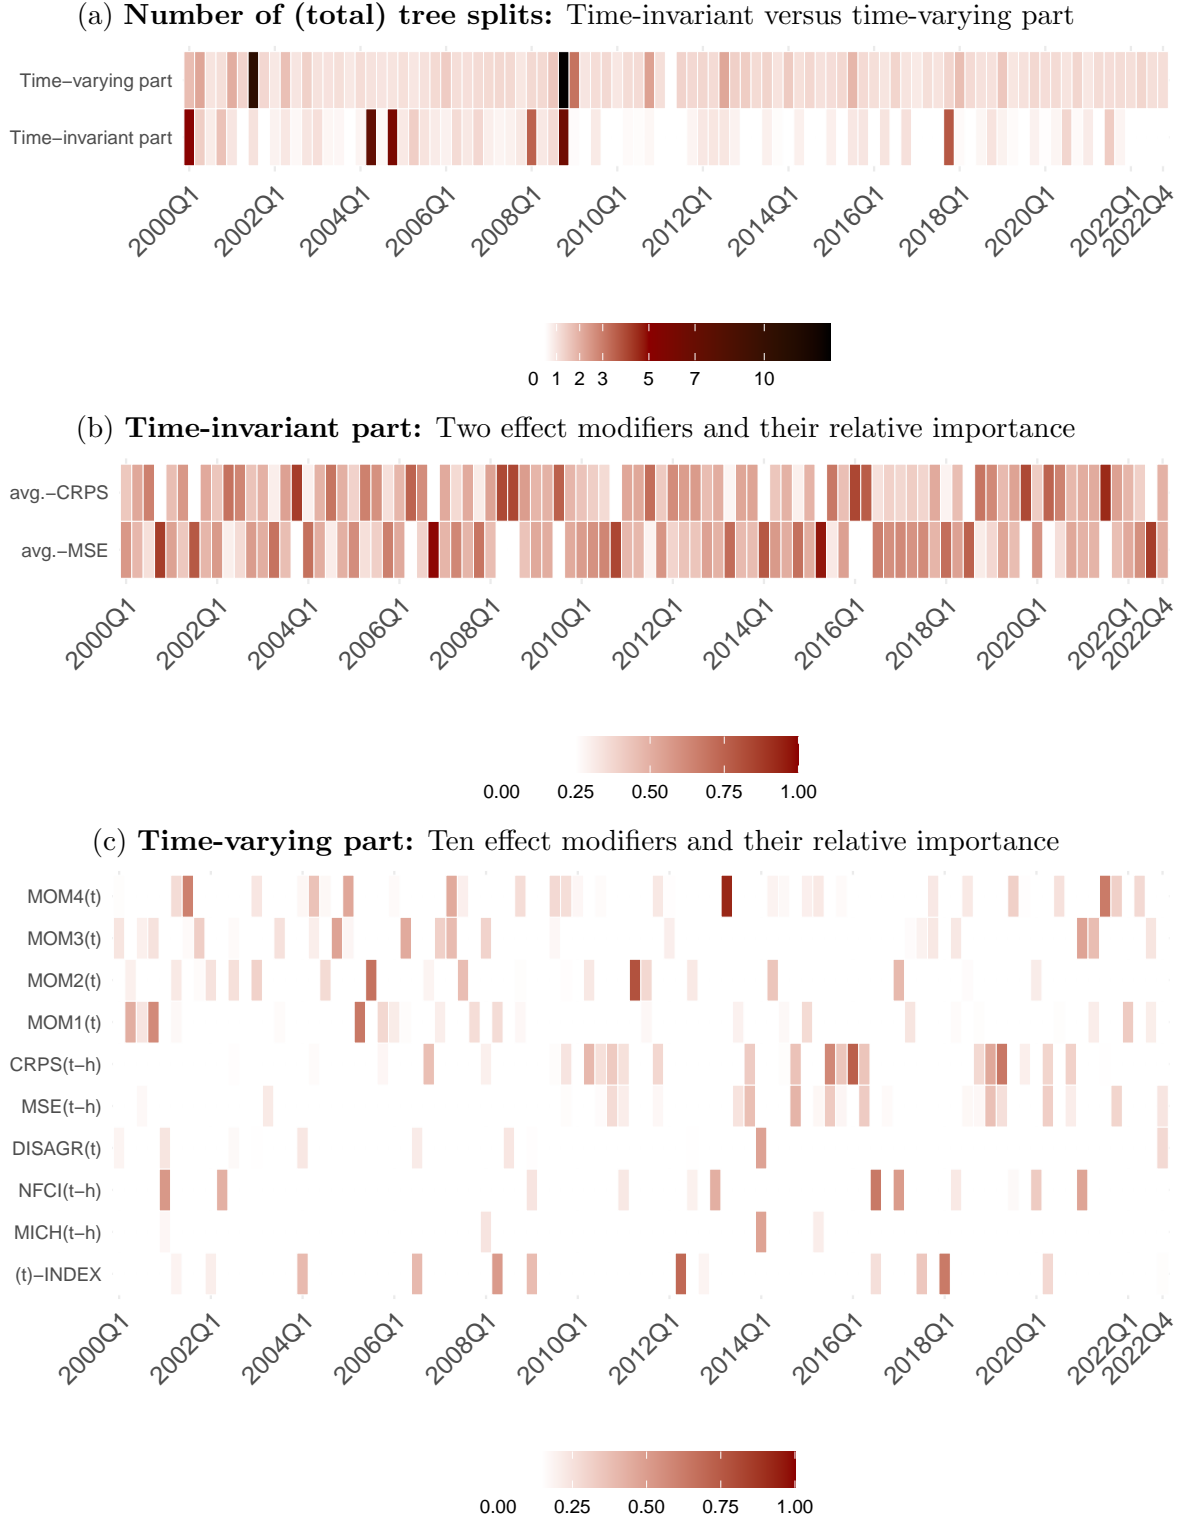 (a) Number of (total) tree splits: Time-invariant versus time-varying part
Time−varying part
Time−invariant part
2000Q1 2002Q1 2004Q1 2006Q1 2008Q1 2010Q1 2012Q1 2014Q1 2016Q1 2018Q1 2020Q1 2022Q1 2022Q4
0 1 2 3 5 7 10
(b) Time-invariant part: Two effect modifiers and their relative importance
avg.−CRPS
avg.−MSE
2000Q1 2002Q1 2004Q1 2006Q1 2008Q1 2010Q1 2012Q1 2014Q1 2016Q1 2018Q1 2020Q1 2022Q1 2022Q4
0.00 0.25 0.50 0.75 1.00
(c) Time-varying part: Ten effect modifiers and their relative importance
MOM4(t)
MOM3(t)
MOM2(t)
MOM1(t)
CRPS(t−h)
MSE(t−h)
DISAGR(t)
NFCI(t−h)
MICH(t−h)
(t)−INDEX
2000Q1 2002Q1 2004Q1 2006Q1 2008Q1 2010Q1 2012Q1 2014Q1 2016Q1 2018Q1 2020Q1 2022Q1 2022Q4
0.00 0.25 0.50 0.75 1.00